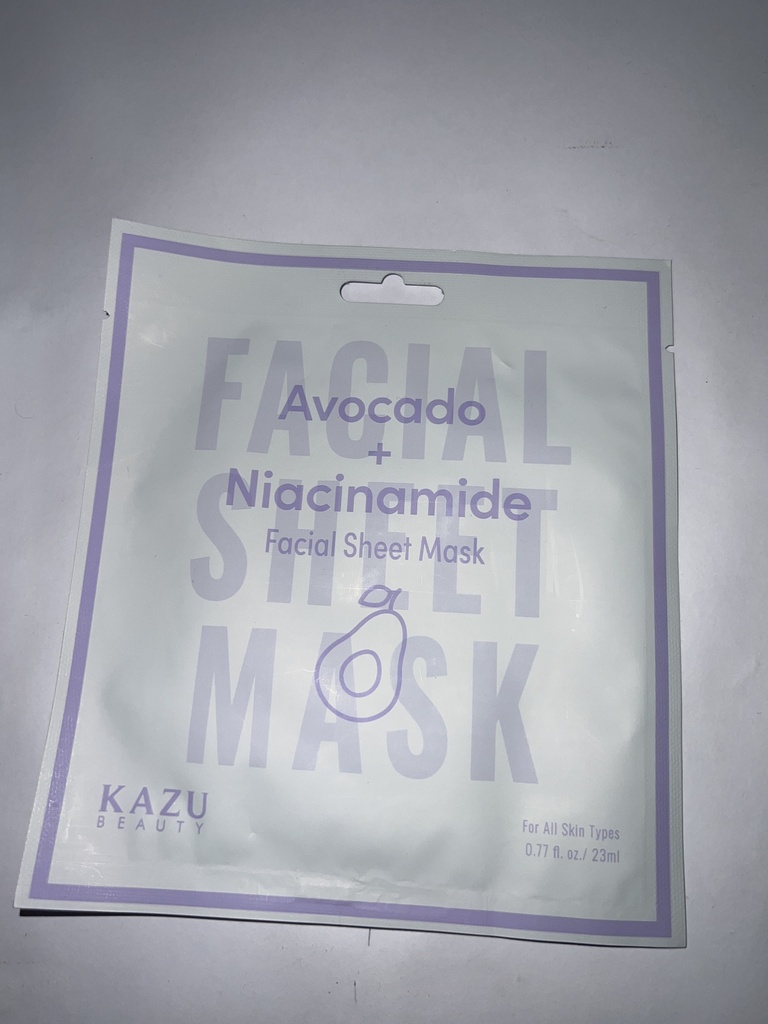 FACIAL
SHEET
MASK
Avocado
+
Niacinamide
Facial Sheet Mask
KAZU
BEAUTY
For All Skin Types
0.77 fl. oz./ 23ml